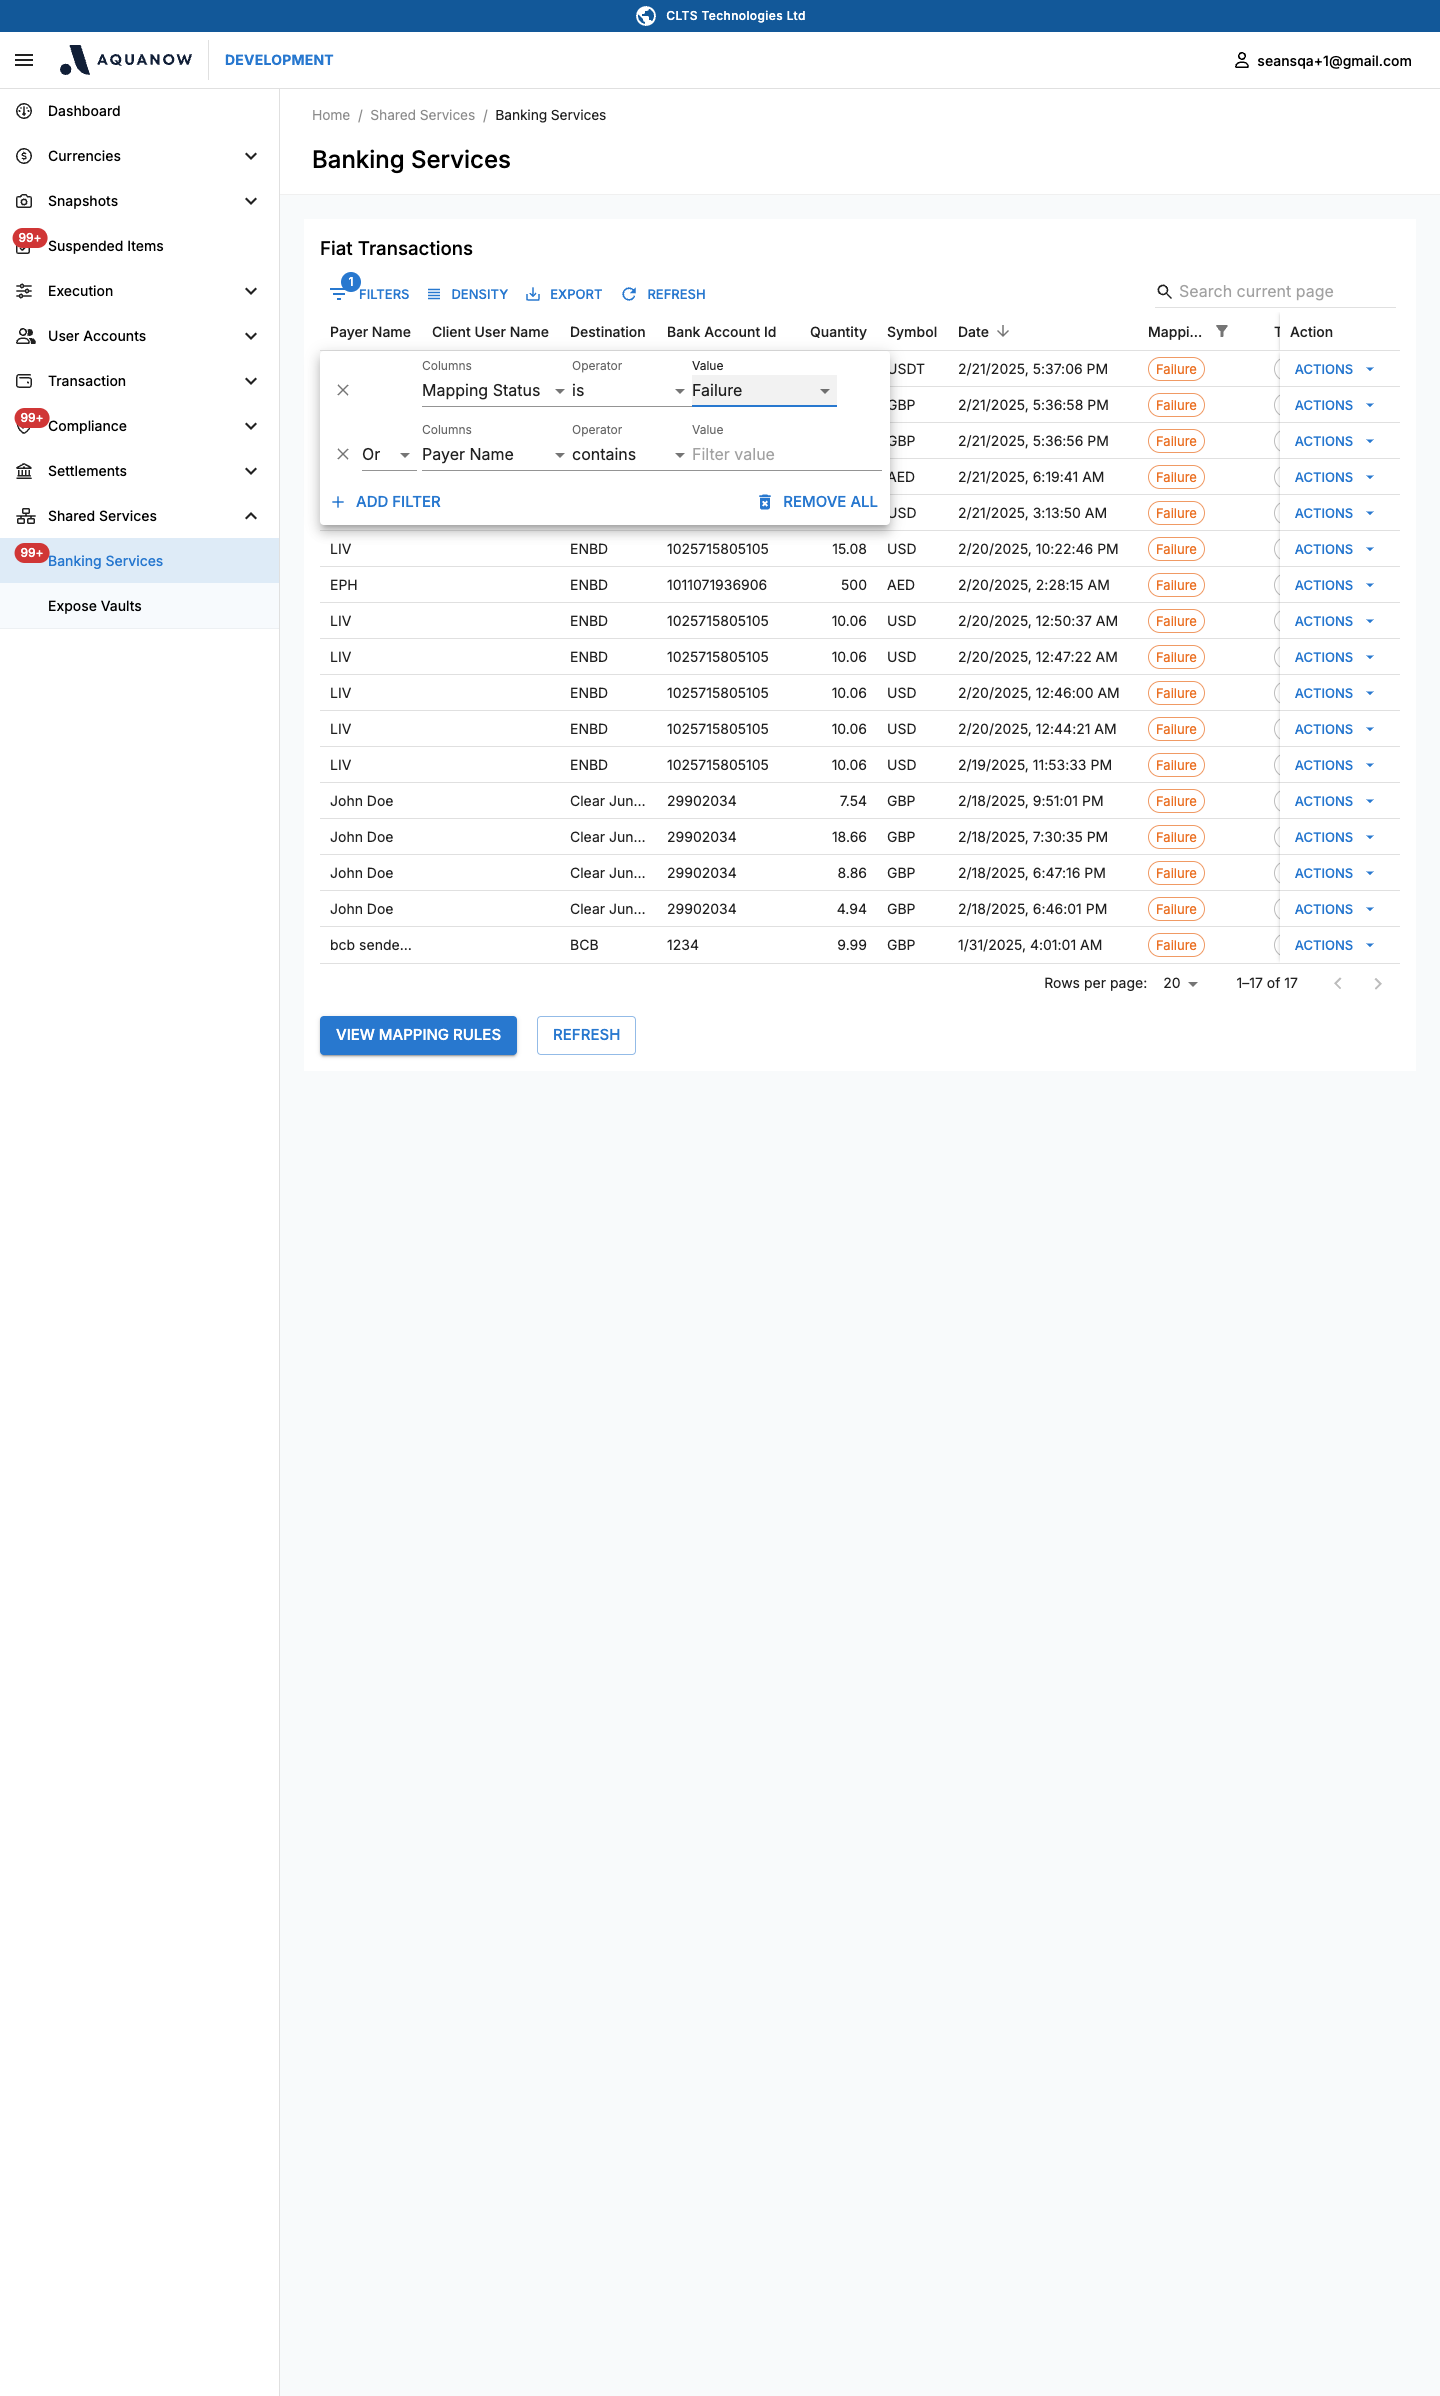 CLTS Technologies Ltd
AQUANOW
DEVELOPMENT
seansqa+1@gmail.com
Dashboard
Currencies
Snapshots
99+
Suspended Items
Execution
User Accounts
Transaction
99+
Compliance
Settlements
Shared Services
99+
Banking Services
Expose Vaults
Home / Shared Services / Banking Services
Banking Services
Fiat Transactions
1
FILTERS DENSITY EXPORT REFRESH
Search current page
Payer Name Client User Name Destination Bank Account Id Quantity Symbol Date Mappi... T Action
Columns Operator Value
Mapping Status is Failure
Columns Operator Value
Or Payer Name contains Filter value
ADD FILTER REMOVE ALL
USDT 2/21/2025, 5:37:06 PM Failure ACTIONS
GBP 2/21/2025, 5:36:58 PM Failure ACTIONS
GBP 2/21/2025, 5:36:56 PM Failure ACTIONS
AED 2/21/2025, 6:19:41 AM Failure ACTIONS
USD 2/21/2025, 3:13:50 AM Failure ACTIONS
LIV ENBD 1025715805105 15.08 USD 2/20/2025, 10:22:46 PM Failure ACTIONS
EPH ENBD 1011071936906 500 AED 2/20/2025, 2:28:15 AM Failure ACTIONS
LIV ENBD 1025715805105 10.06 USD 2/20/2025, 12:50:37 AM Failure ACTIONS
LIV ENBD 1025715805105 10.06 USD 2/20/2025, 12:47:22 AM Failure ACTIONS
LIV ENBD 1025715805105 10.06 USD 2/20/2025, 12:46:00 AM Failure ACTIONS
LIV ENBD 1025715805105 10.06 USD 2/20/2025, 12:44:21 AM Failure ACTIONS
LIV ENBD 1025715805105 10.06 USD 2/19/2025, 11:53:33 PM Failure ACTIONS
John Doe Clear Jun... 29902034 7.54 GBP 2/18/2025, 9:51:01 PM Failure ACTIONS
John Doe Clear Jun... 29902034 18.66 GBP 2/18/2025, 7:30:35 PM Failure ACTIONS
John Doe Clear Jun... 29902034 8.86 GBP 2/18/2025, 6:47:16 PM Failure ACTIONS
John Doe Clear Jun... 29902034 4.94 GBP 2/18/2025, 6:46:01 PM Failure ACTIONS
bcb sende... BCB 1234 9.99 GBP 1/31/2025, 4:01:01 AM Failure ACTIONS
Rows per page: 20 1–17 of 17
VIEW MAPPING RULES REFRESH